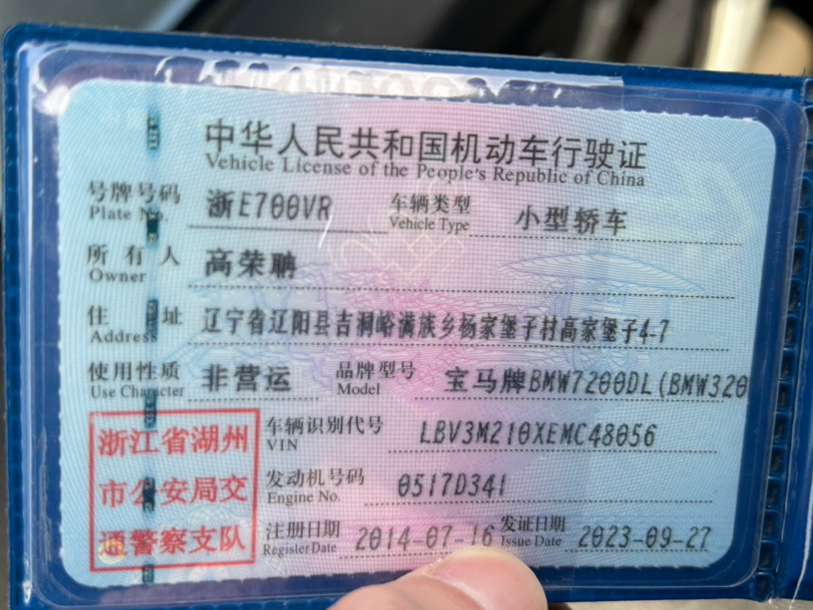 中华人民共和国机动车行驶证
Vehicle License of the People's Republic of China
号牌号码 浙E700VR 车辆类型 小型轿车
Plate No. Vehicle Type
所有人 高荣聃
Owner
住址 辽宁省辽阳县吉洞峪满族乡杨家堡子村高家堡子4-7
Address
使用性质 非营运 品牌型号 宝马牌BMW7200DL(BMW320
Use Character Model
浙江省湖州
市公安局交
通警察支队
车辆识别代号 LBV3M210XEMC48056
VIN
发动机号码 0517D341
Engine No.
注册日期 2014-07-16 发证日期 2023-09-27
Register Date Issue Date